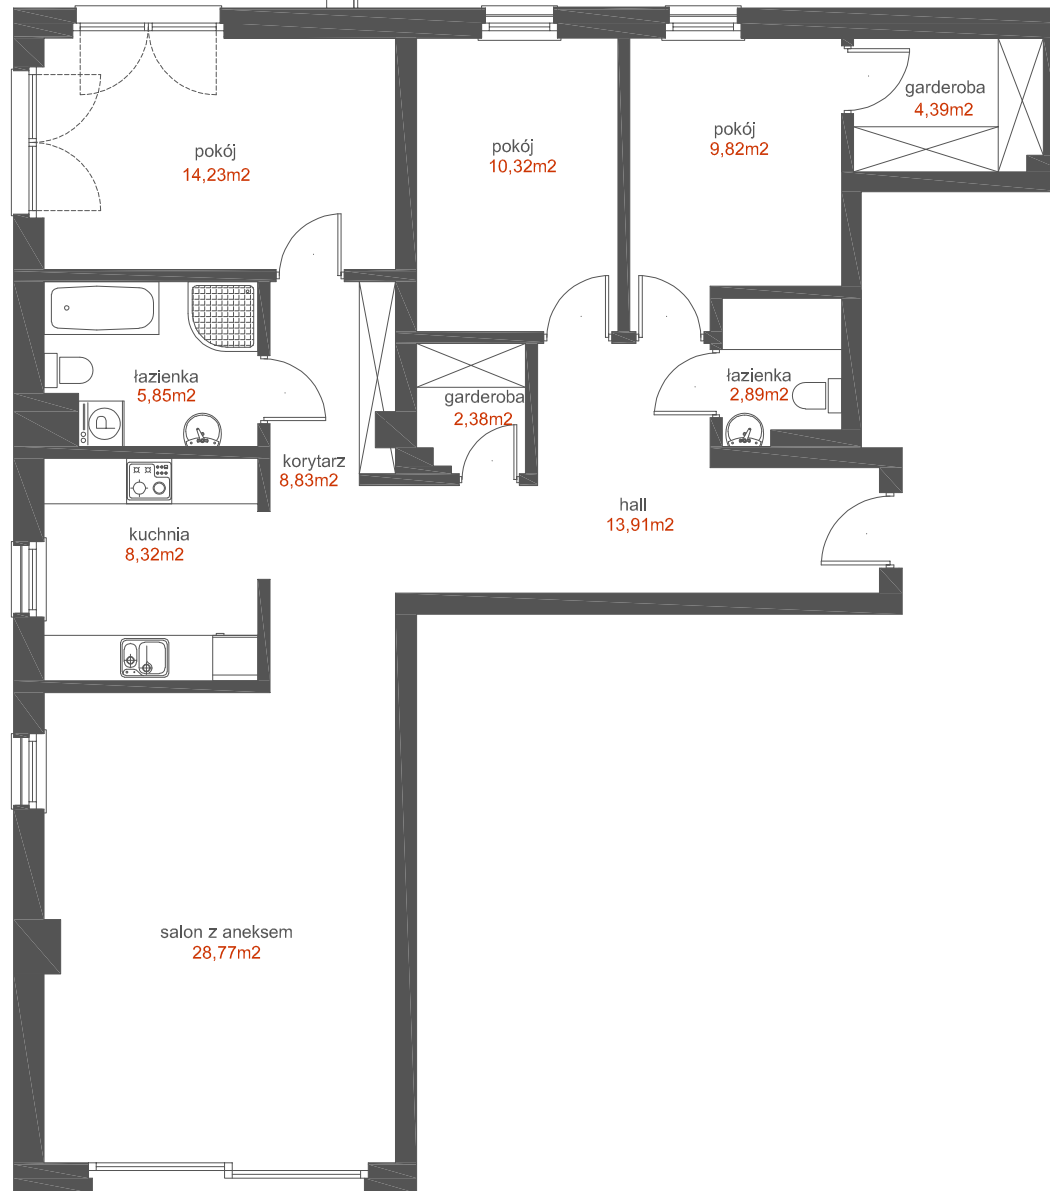 garderoba
4,39m2
pokój
9,82m2
pokój
10,32m2
pokój
14,23m2
łazienka
5,85m2
P
garderoba
2,38m2
łazienka
2,89m2
korytarz
8,83m2
hall
13,91m2
kuchnia
8,32m2
salon z aneksem
28,77m2